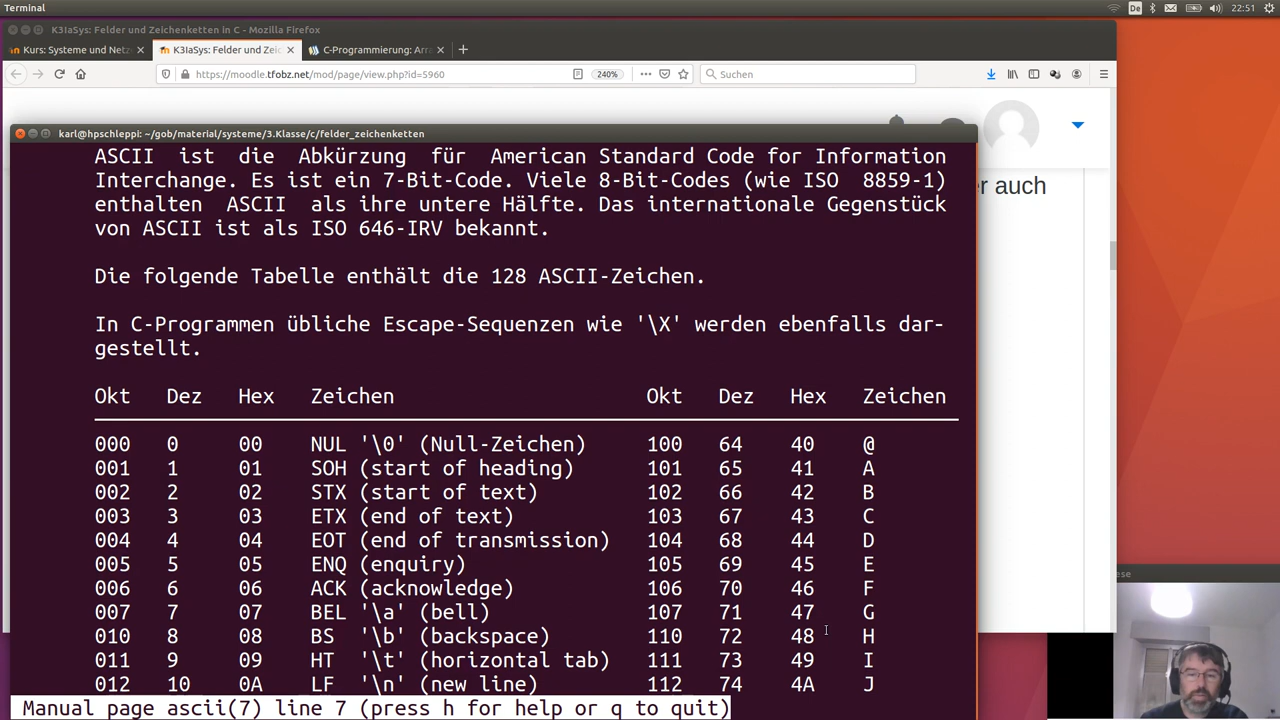 Terminal
De
22:51
K3IaSys: Felder und Zeichenketten in C - Mozilla Firefox
Kurs: Systeme und Netz
K3IaSys: Felder und Zei
C-Programmierung: Arr
https://moodle.tfobz.net/mod/page/view.php?id=5960
240%
Suchen
er auch
karl@hpschleppi: ~/gob/material/systeme/3.Klasse/c/felder_zeichenketten
ASCII ist die Abkürzung für American Standard Code for Information
Interchange. Es ist ein 7-Bit-Code. Viele 8-Bit-Codes (wie ISO 8859-1)
enthalten ASCII als ihre untere Hälfte. Das internationale Gegenstück
von ASCII ist als ISO 646-IRV bekannt.
Die folgende Tabelle enthält die 128 ASCII-Zeichen.
In C-Programmen übliche Escape-Sequenzen wie '\X' werden ebenfalls dar-
gestellt.
Okt Dez Hex Zeichen Okt Dez Hex Zeichen
000 0 00 NUL '\0' (Null-Zeichen) 100 64 40 @
001 1 01 SOH (start of heading) 101 65 41 A
002 2 02 STX (start of text) 102 66 42 B
003 3 03 ETX (end of text) 103 67 43 C
004 4 04 EOT (end of transmission) 104 68 44 D
005 5 05 ENQ (enquiry) 105 69 45 E
006 6 06 ACK (acknowledge) 106 70 46 F
007 7 07 BEL '\a' (bell) 107 71 47 G
010 8 08 BS '\b' (backspace) 110 72 48 H
011 9 09 HT '\t' (horizontal tab) 111 73 49 I
012 10 0A LF '\n' (new line) 112 74 4A J
Manual page ascii(7) line 7 (press h for help or q to quit)
ese